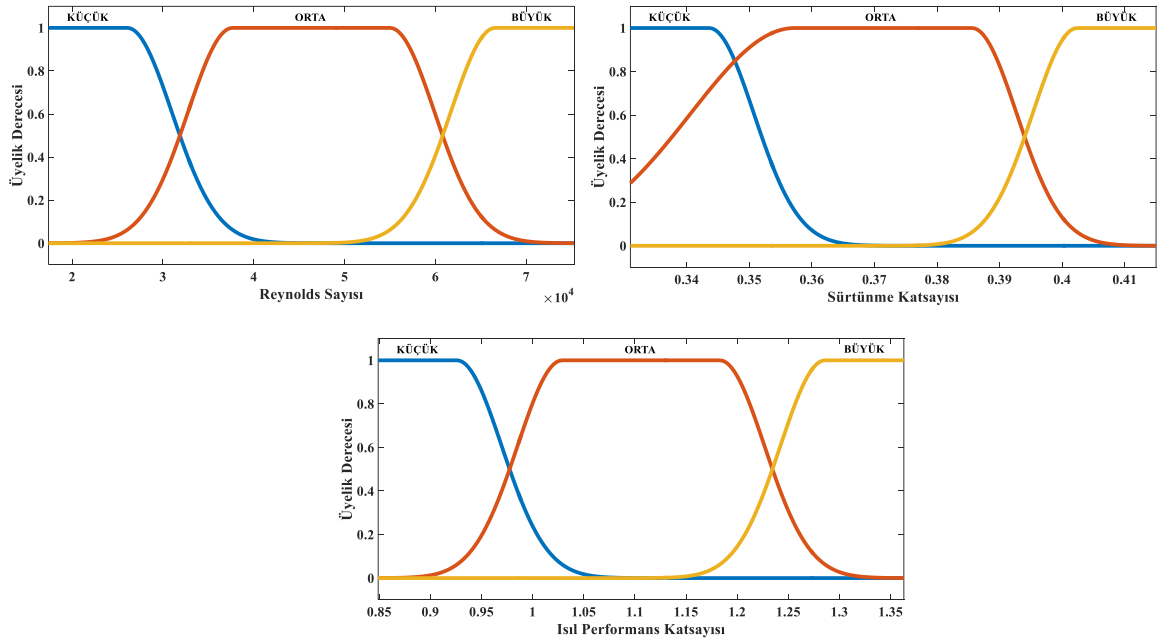 KÜÇÜK ORTA BÜYÜK
1
0.8
0.6
0.4
0.2
0
Üyelik Derecesi
2 3 4 5 6 7
×10⁴
Reynolds Sayısı
KÜÇÜK ORTA BÜYÜK
1
0.8
0.6
0.4
0.2
0
Üyelik Derecesi
0.34 0.35 0.36 0.37 0.38 0.39 0.4 0.41
Sürtünme Katsayısı
KÜÇÜK ORTA BÜYÜK
1
0.8
0.6
0.4
0.2
0
Üyelik Derecesi
0.85 0.9 0.95 1 1.05 1.1 1.15 1.2 1.25 1.3 1.35
Isıl Performans Katsayısı